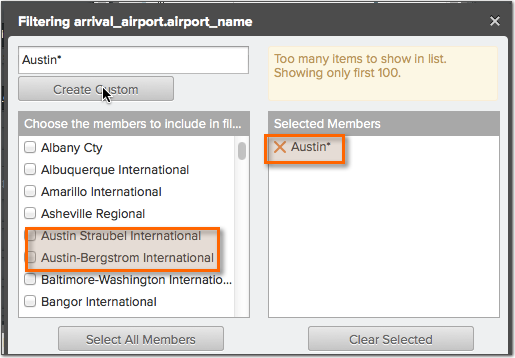 Filtering arrival_airport.airport_name
Austin*
Create Custom
Too many items to show in list.
Showing only first 100.
Choose the members to include in fil...
Albany Cty
Albuquerque International
Amarillo International
Asheville Regional
Austin Straubel International
Austin-Bergstrom International
Baltimore-Washington Internatio...
Bangor International
Select All Members
Selected Members
Austin*
Clear Selected